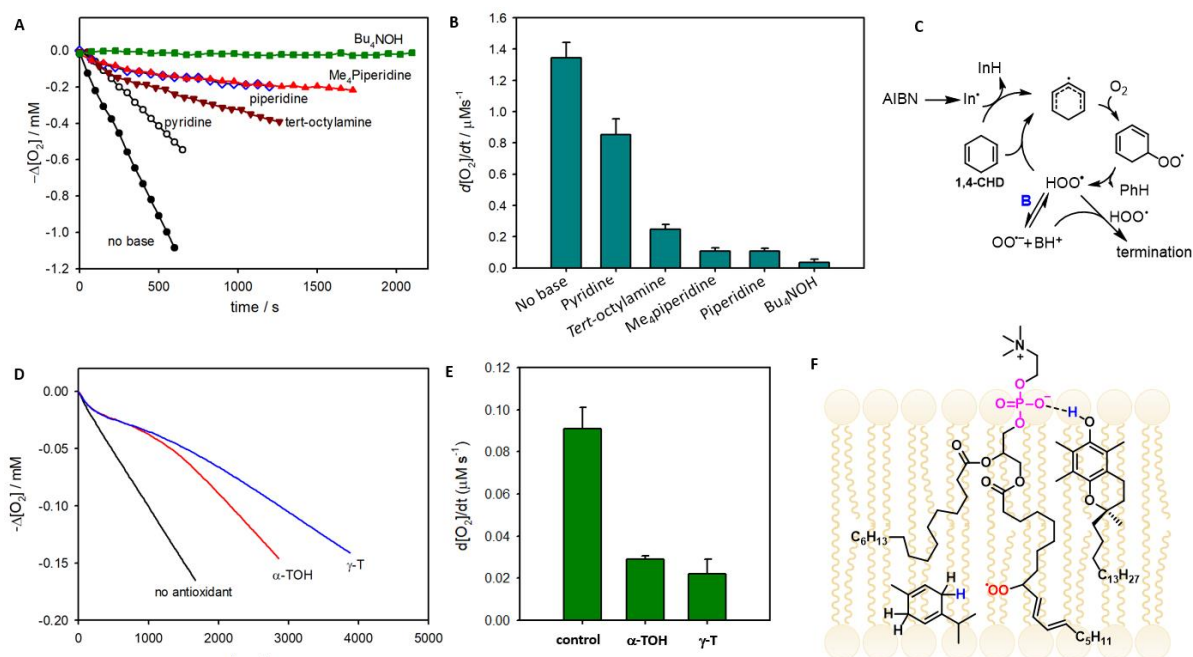 A
0.0
-0.2
-0.4
-0.6
-0.8
-1.0
-1.2
−Δ[O₂] / mM
Bu₄NOH
Me₄Piperidine
piperidine
pyridine
tert-octylamine
no base
0
500
1000
1500
2000
time / s
B
1.6
1.4
1.2
1.0
0.8
0.6
0.4
0.2
0.0
d[O₂]/dt / μMs⁻¹
No base
Pyridine
Tert-octylamine
Me₄piperidine
Piperidine
Bu₄NOH
C
InH
AIBN
In•
O₂
1,4-CHD
OO•
HOO•
PhH
B
HOO•
OO•− + BH⁺
termination
D
0.00
-0.05
-0.10
-0.15
-0.20
-Δ[O₂] / mM
no antioxidant
α-TOH
γ-T
0
1000
2000
3000
4000
5000
E
0.12
0.10
0.08
0.06
0.04
0.02
0.00
d[O₂]/dt (μM s⁻¹)
control
α-TOH
γ-T
F
N
+
O
O=P-O⁻
H
O
O
O
O
O
O
O
C₆H₁₃
C₁₃H₂₇
H
H
H
•OO
C₅H₁₁